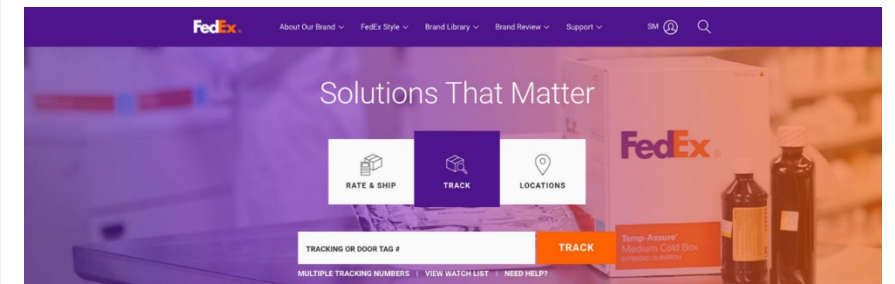 FedEx. About Our Brand FedEx Style Brand Library Brand Review Support SM
Solutions That Matter
FedEx.
RATE & SHIP TRACK LOCATIONS
TRACKING OR DOOR TAG # TRACK
Temp-Assure
Medium Cold Box
EXTENDED DURATION
MULTIPLE TRACKING NUMBERS | VIEW WATCH LIST | NEED HELP?